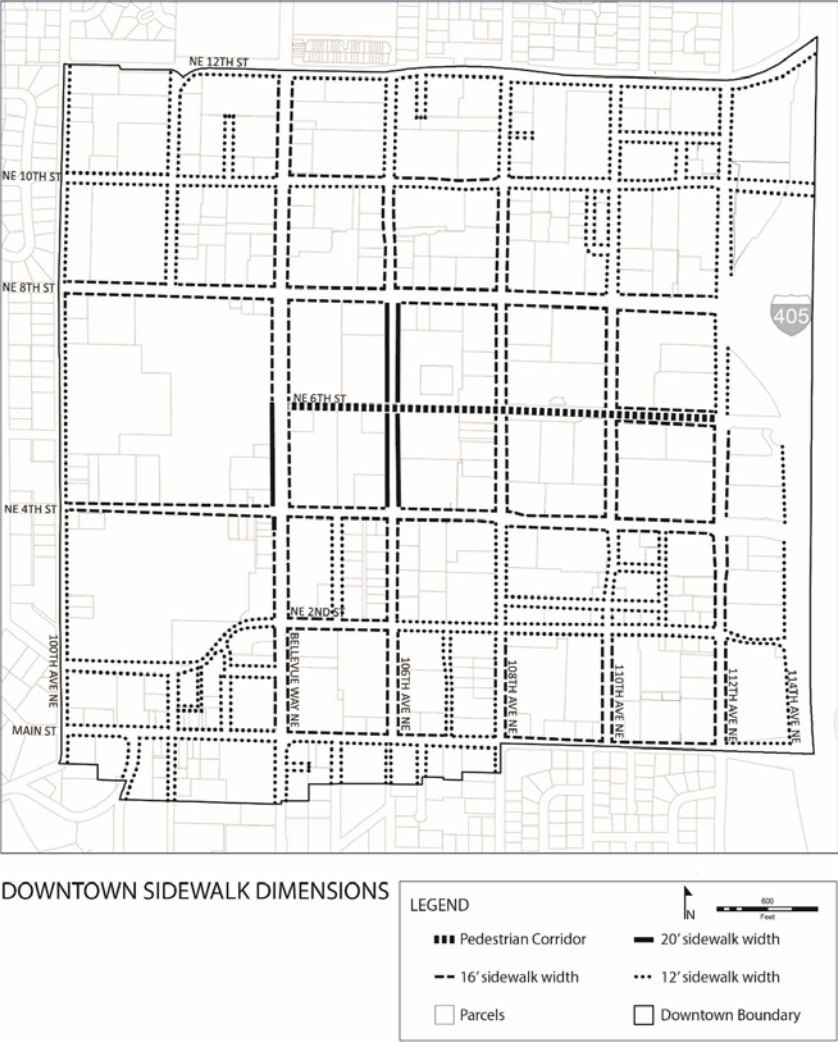 NE 12TH ST
NE 10TH ST
NE 8TH ST
405
NE 6TH ST
NE 4TH ST
NE 2ND ST
100TH AVE NE
BELLEVUE WAY NE
106TH AVE NE
108TH AVE NE
110TH AVE NE
112TH AVE NE
114TH AVE NE
MAIN ST
DOWNTOWN SIDEWALK DIMENSIONS
LEGEND
N
600
Feet
Pedestrian Corridor
20' sidewalk width
16' sidewalk width
12' sidewalk width
Parcels
Downtown Boundary